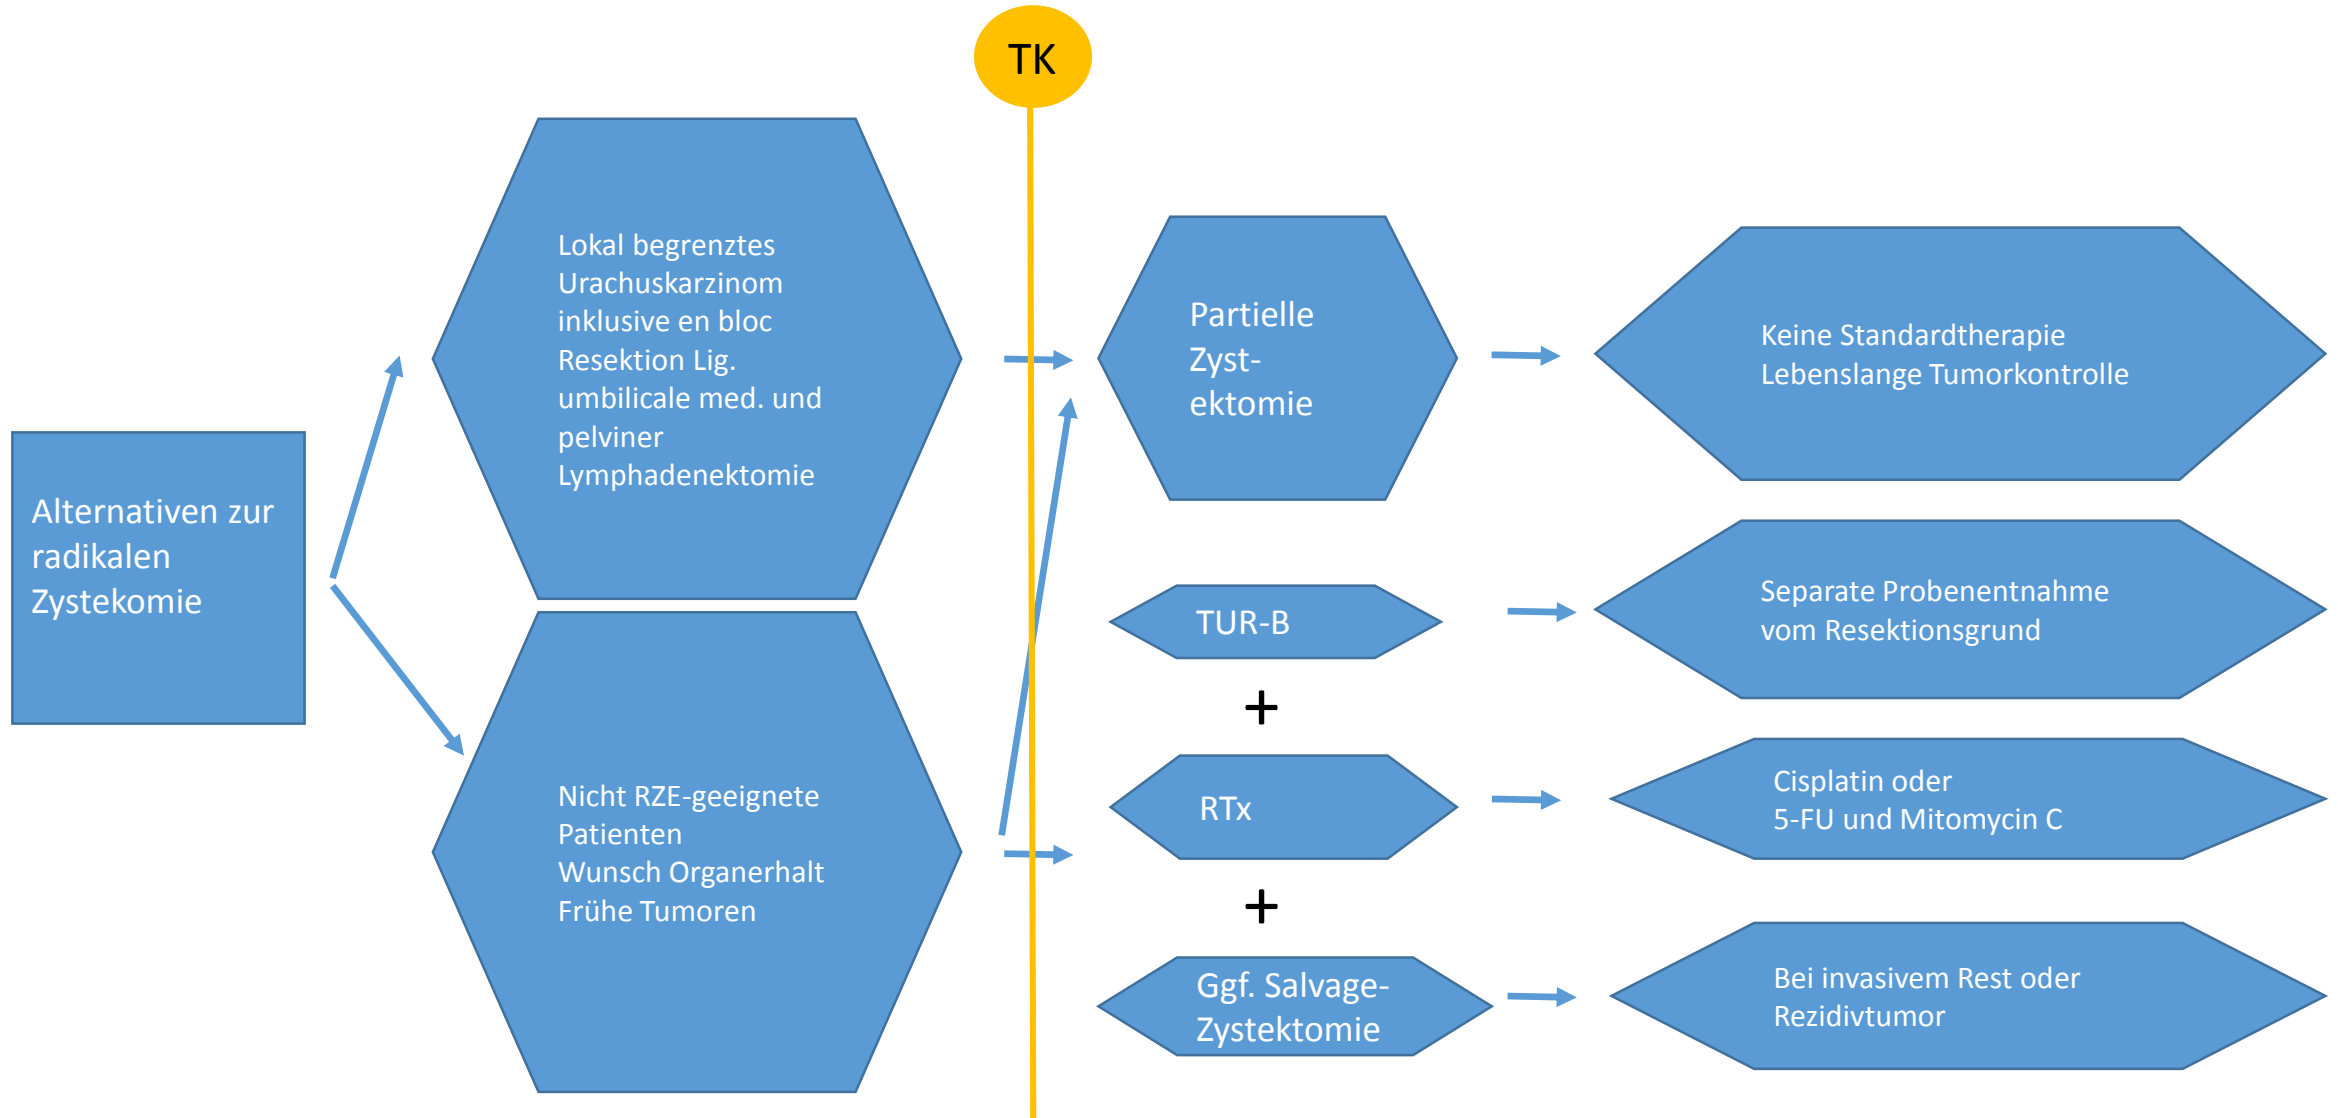 TK
Alternativen zur
radikalen
Zystekomie
Lokal begrenztes
Urachuskarzinom
inklusive en bloc
Resektion Lig.
umbilicale med. und
pelviner
Lymphadenektomie
Nicht RZE-geeignete
Patienten
Wunsch Organerhalt
Frühe Tumoren
Partielle
Zyst-
ektomie
Keine Standardtherapie
Lebenslange Tumorkontrolle
TUR-B
Separate Probenentnahme
vom Resektionsgrund
+
RTx
Cisplatin oder
5-FU und Mitomycin C
+
Ggf. Salvage-
Zystektomie
Bei invasivem Rest oder
Rezidivtumor